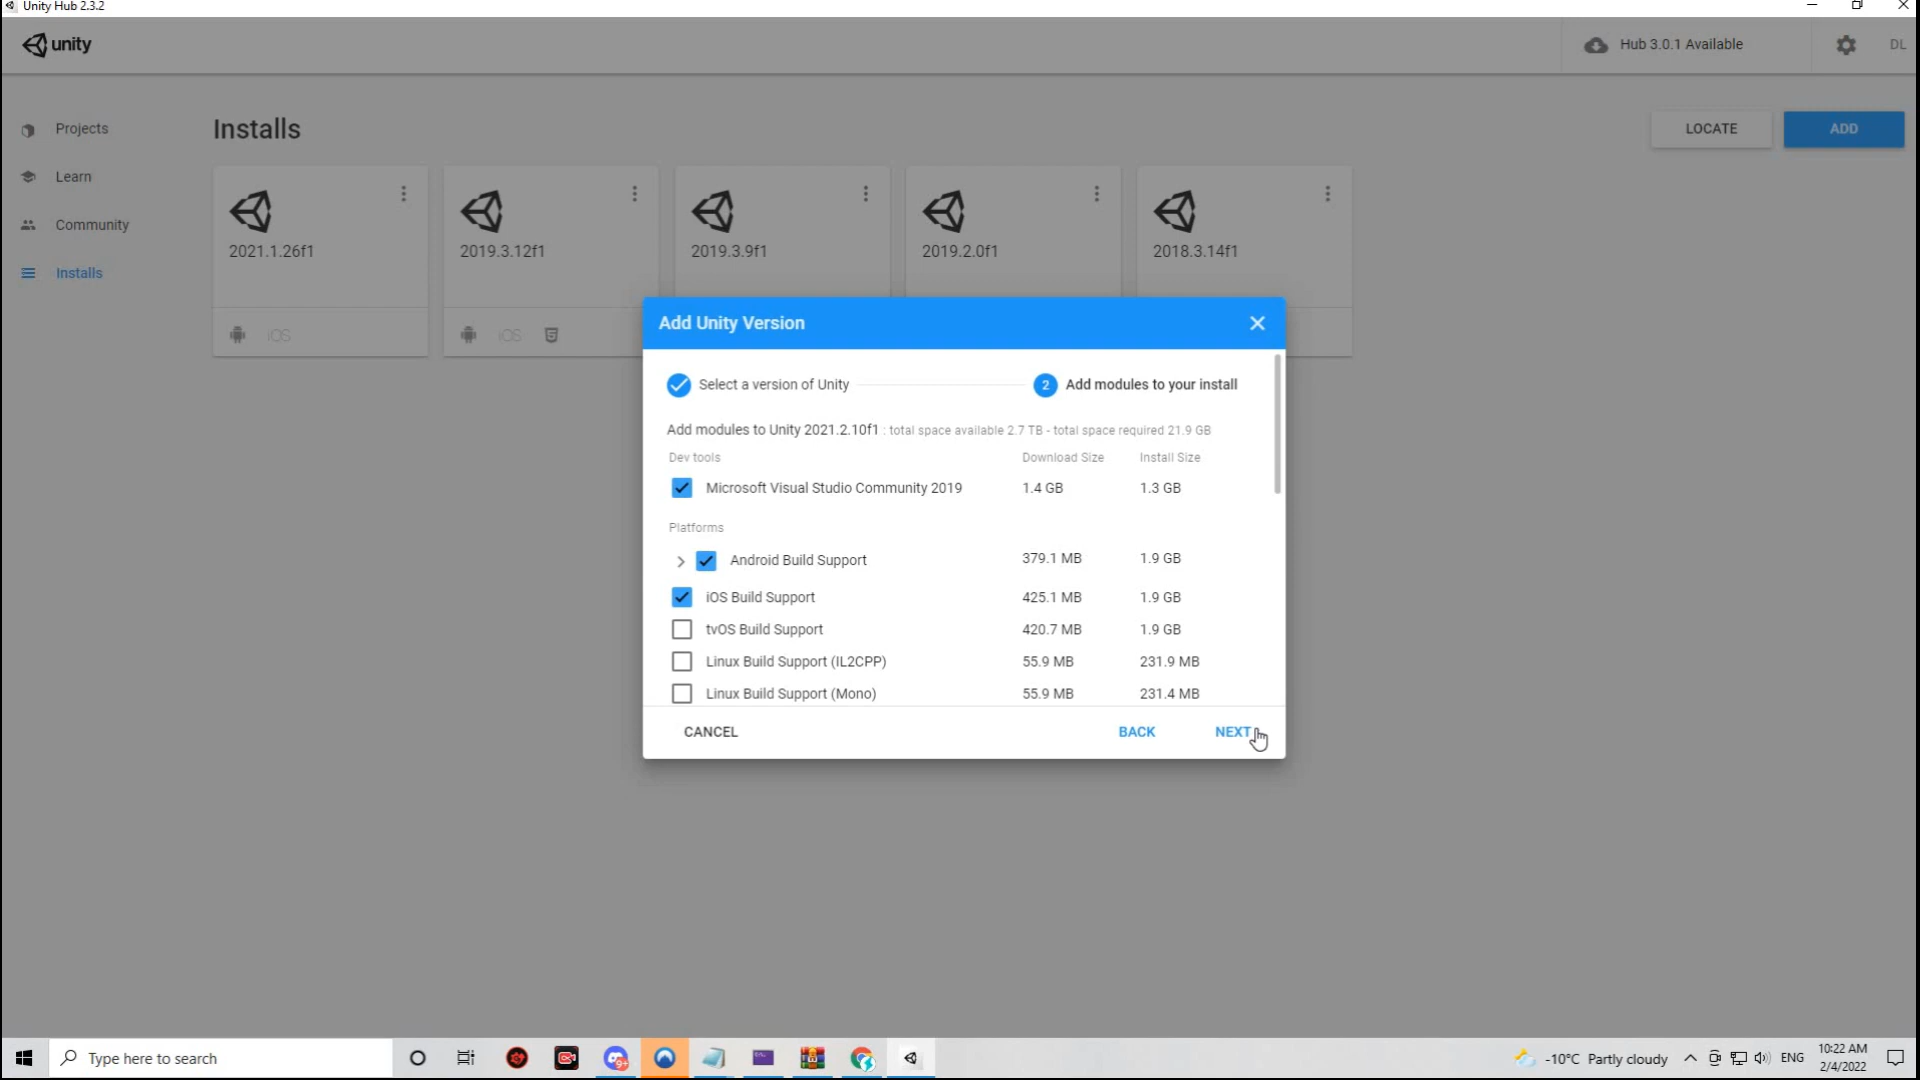 Unity Hub 2.3.2
unity
Hub 3.0.1 Available
DL
Projects
Learn
Community
Installs
Installs
LOCATE
ADD
2021.1.26f1
2019.3.12f1
2019.3.9f1
2019.2.0f1
2018.3.14f1
iOS
iOS
Add Unity Version
Select a version of Unity
2 Add modules to your install
Add modules to Unity 2021.2.10f1 : total space available 2.7 TB - total space required 21.9 GB
Dev tools Download Size Install Size
Microsoft Visual Studio Community 2019 1.4 GB 1.3 GB
Platforms
Android Build Support 379.1 MB 1.9 GB
iOS Build Support 425.1 MB 1.9 GB
tvOS Build Support 420.7 MB 1.9 GB
Linux Build Support (IL2CPP) 55.9 MB 231.9 MB
Linux Build Support (Mono) 55.9 MB 231.4 MB
CANCEL BACK NEXT
Type here to search
9+
-10°C Partly cloudy
ENG
10:22 AM
2/4/2022